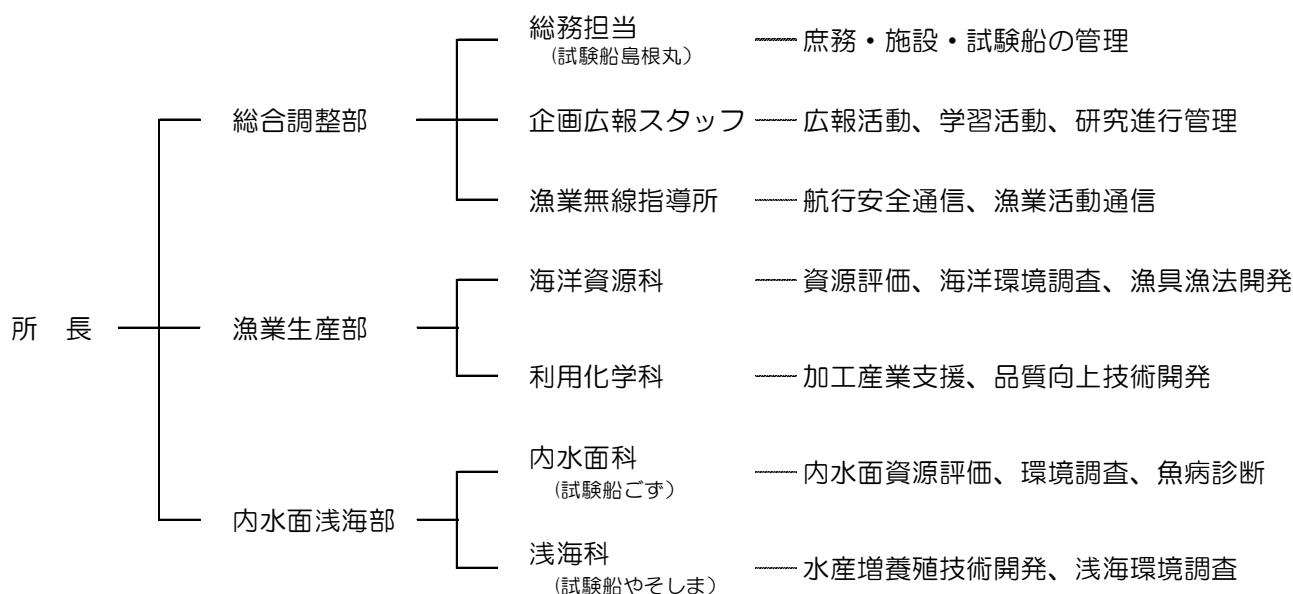 総務担当
(試験船島根丸)
庶務・施設・試験船の管理
総合調整部
企画広報スタッフ
広報活動、学習活動、研究進行管理
漁業無線指導所
航行安全通信、漁業活動通信
海洋資源科
資源評価、海洋環境調査、漁具漁法開発
所 長
漁業生産部
利用化学科
加工産業支援、品質向上技術開発
内水面科
(試験船ごず)
内水面資源評価、環境調査、魚病診断
内水面浅海部
浅海科
(試験船やそしま)
水産増養殖技術開発、浅海環境調査